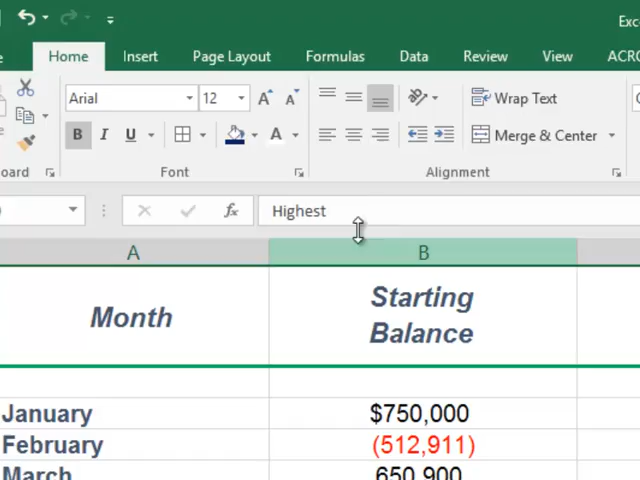 Exc
Home Insert Page Layout Formulas Data Review View ACRO
Arial 12 A A Wrap Text
B I U A Merge & Center
oard Font Alignment
fx Highest
A B
Month Starting Balance
January $750,000
February (512,911)
March 650,900